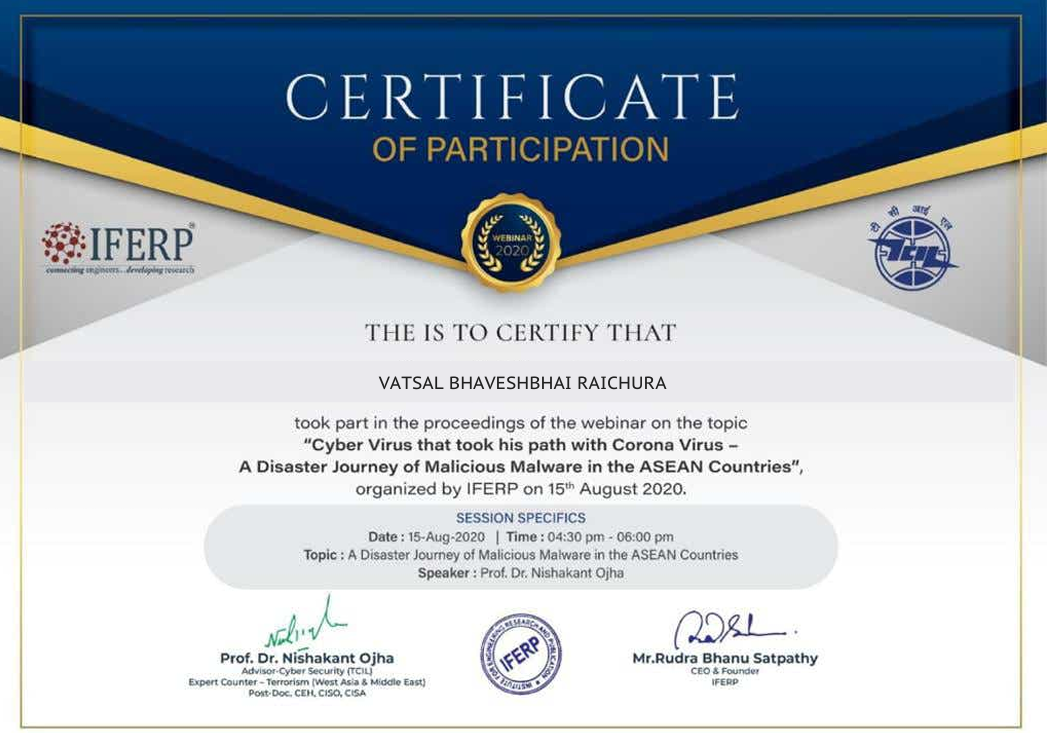 CERTIFICATE
OF PARTICIPATION
WEBINAR
2020
IFERP®
connecting engineers...developing research
टी सी आई एल
TCIL
THE IS TO CERTIFY THAT
VATSAL BHAVESHBHAI RAICHURA
took part in the proceedings of the webinar on the topic
“Cyber Virus that took his path with Corona Virus –
A Disaster Journey of Malicious Malware in the ASEAN Countries”,
organized by IFERP on 15th August 2020.
SESSION SPECIFICS
Date : 15-Aug-2020 | Time : 04:30 pm - 06:00 pm
Topic : A Disaster Journey of Malicious Malware in the ASEAN Countries
Speaker : Prof. Dr. Nishakant Ojha
Prof. Dr. Nishakant Ojha
Advisor-Cyber Security (TCIL)
Expert Counter – Terrorism (West Asia & Middle East)
Post-Doc, CEH, CISO, CISA
INSTITUTE FOR ENGINEERING RESEARCH AND PUBLICATION
IFERP
Mr.Rudra Bhanu Satpathy
CEO & Founder
IFERP